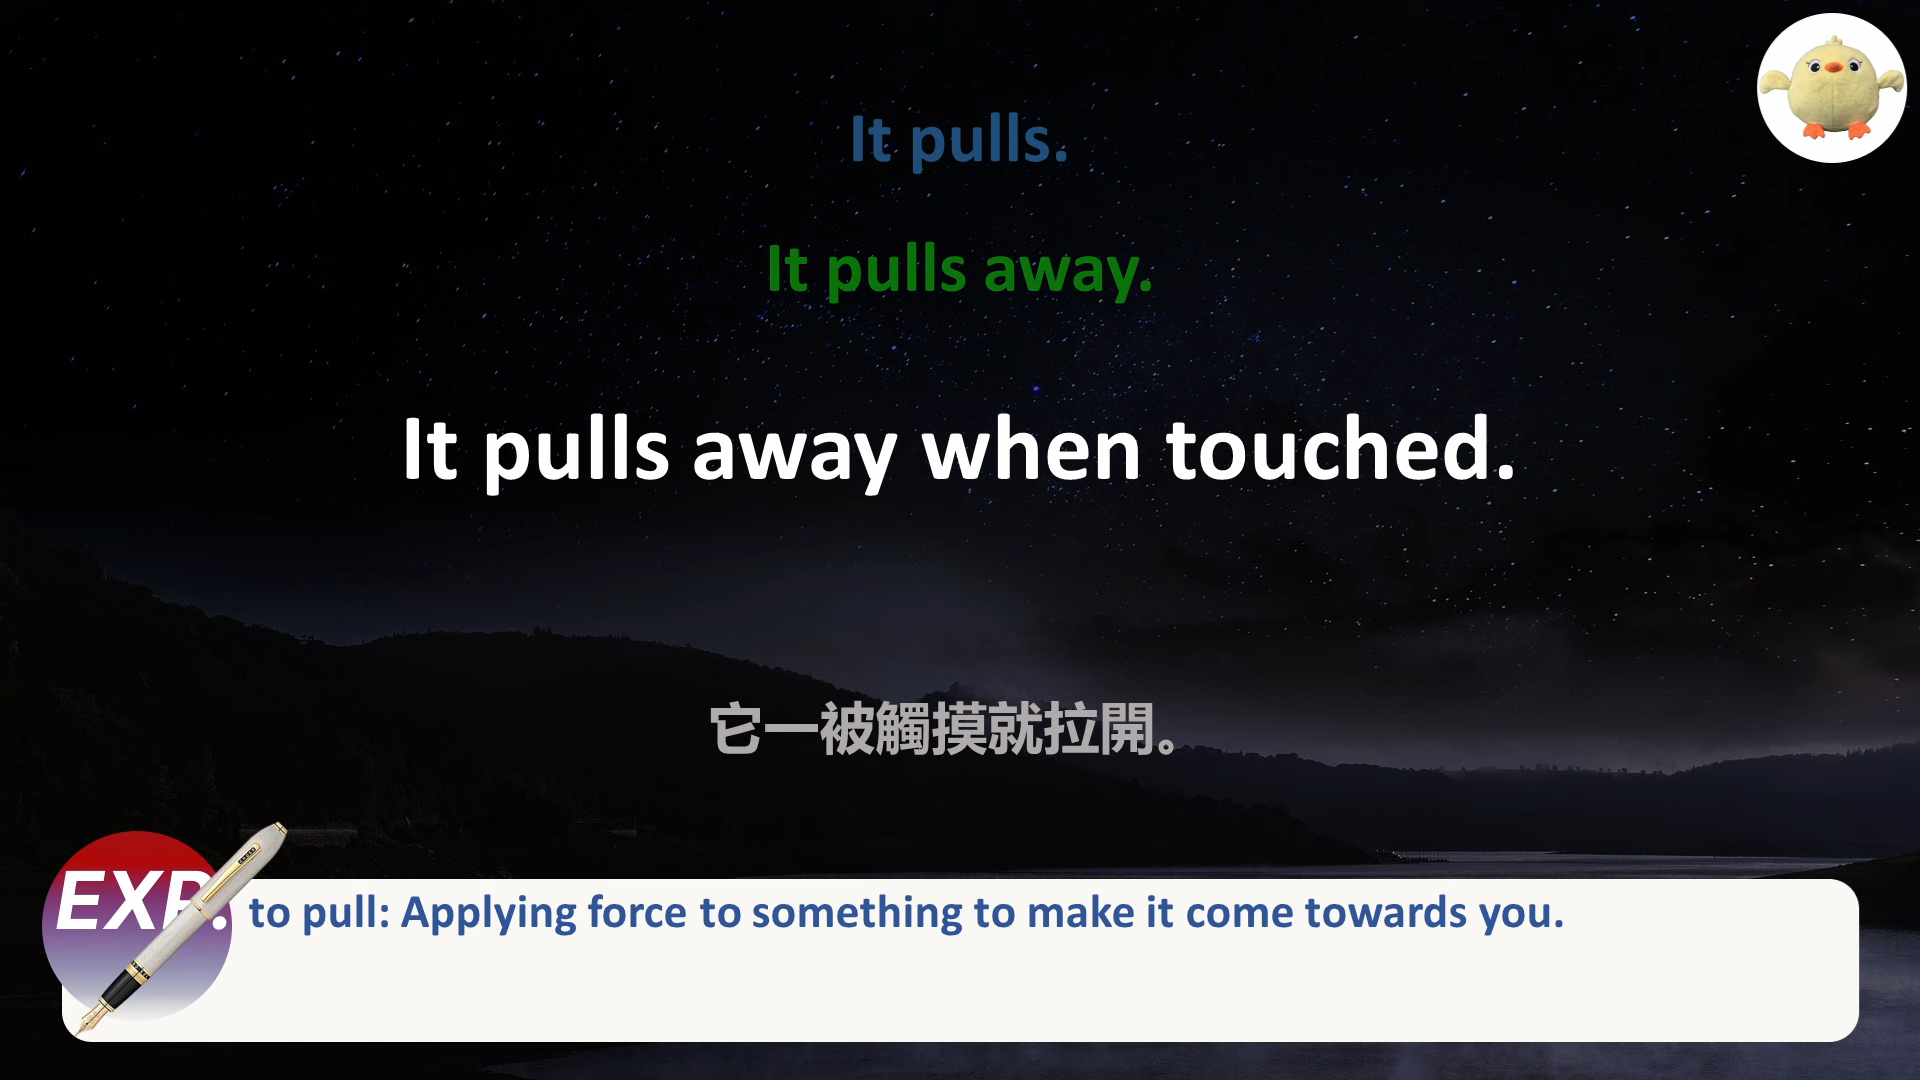 It pulls.
It pulls away.
It pulls away when touched.
它一被觸摸就拉開。
EXP.
to pull: Applying force to something to make it come towards you.